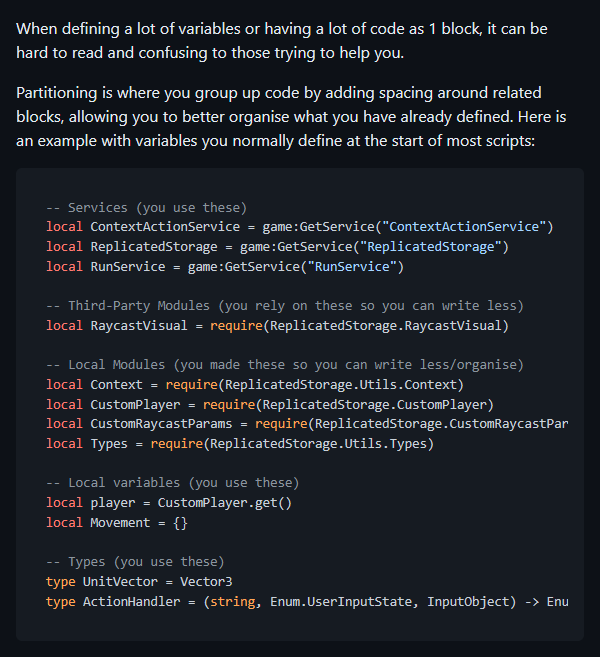 When defining a lot of variables or having a lot of code as 1 block, it can be
hard to read and confusing to those trying to help you.
Partitioning is where you group up code by adding spacing around related
blocks, allowing you to better organise what you have already defined. Here is
an example with variables you normally define at the start of most scripts:
-- Services (you use these)
local ContextActionService = game:GetService("ContextActionService")
local ReplicatedStorage = game:GetService("ReplicatedStorage")
local RunService = game:GetService("RunService")
-- Third-Party Modules (you rely on these so you can write less)
local RaycastVisual = require(ReplicatedStorage.RaycastVisual)
-- Local Modules (you made these so you can write less/organise)
local Context = require(ReplicatedStorage.Utils.Context)
local CustomPlayer = require(ReplicatedStorage.CustomPlayer)
local CustomRaycastParams = require(ReplicatedStorage.CustomRaycastPar
local Types = require(ReplicatedStorage.Utils.Types)
-- Local variables (you use these)
local player = CustomPlayer.get()
local Movement = {}
-- Types (you use these)
type UnitVector = Vector3
type ActionHandler = (string, Enum.UserInputState, InputObject) -> Enu